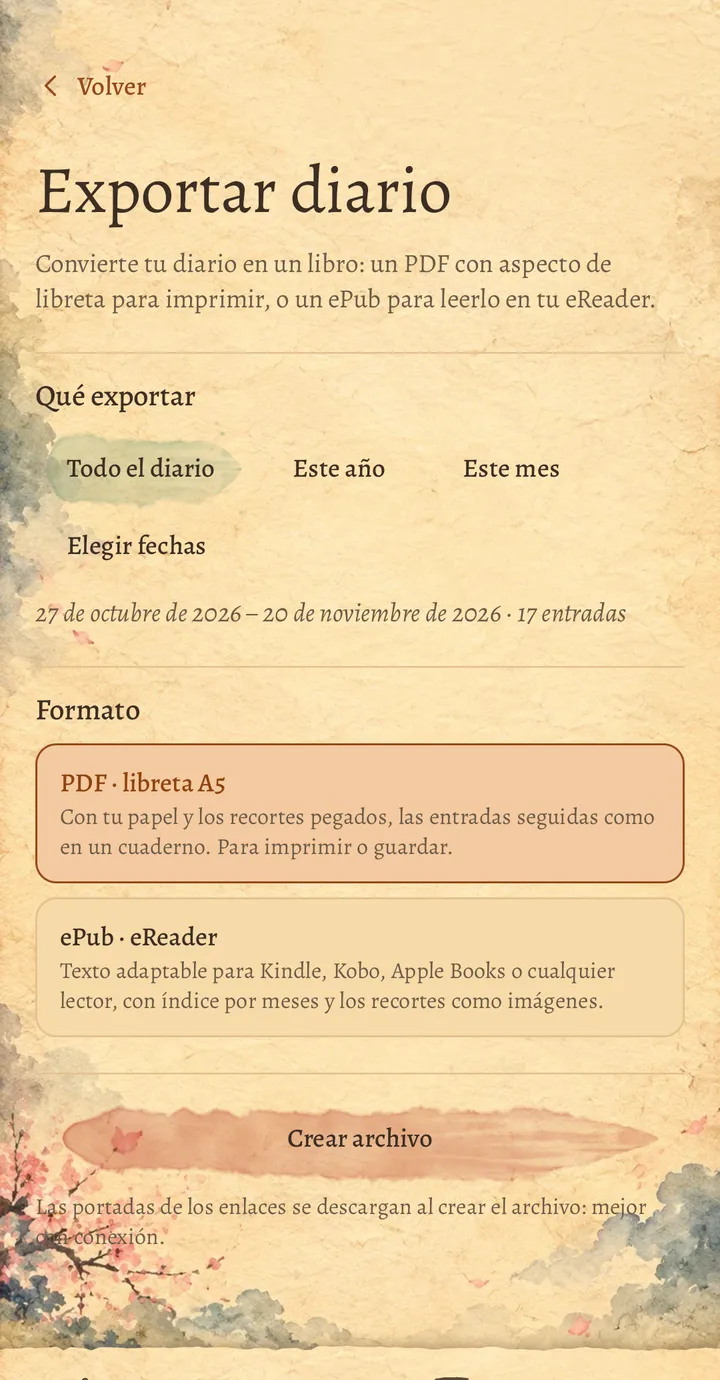 Volver
Exportar diario
Convierte tu diario en un libro: un PDF con aspecto de
libreta para imprimir, o un ePub para leerlo en tu eReader.
Qué exportar
Todo el diario Este año Este mes
Elegir fechas
27 de octubre de 2026 – 20 de noviembre de 2026 · 17 entradas
Formato
PDF · libreta A5
Con tu papel y los recortes pegados, las entradas seguidas como
en un cuaderno. Para imprimir o guardar.
ePub · eReader
Texto adaptable para Kindle, Kobo, Apple Books o cualquier
lector, con índice por meses y los recortes como imágenes.
Crear archivo
Las portadas de los enlaces se descargan al crear el archivo: mejor
con conexión.